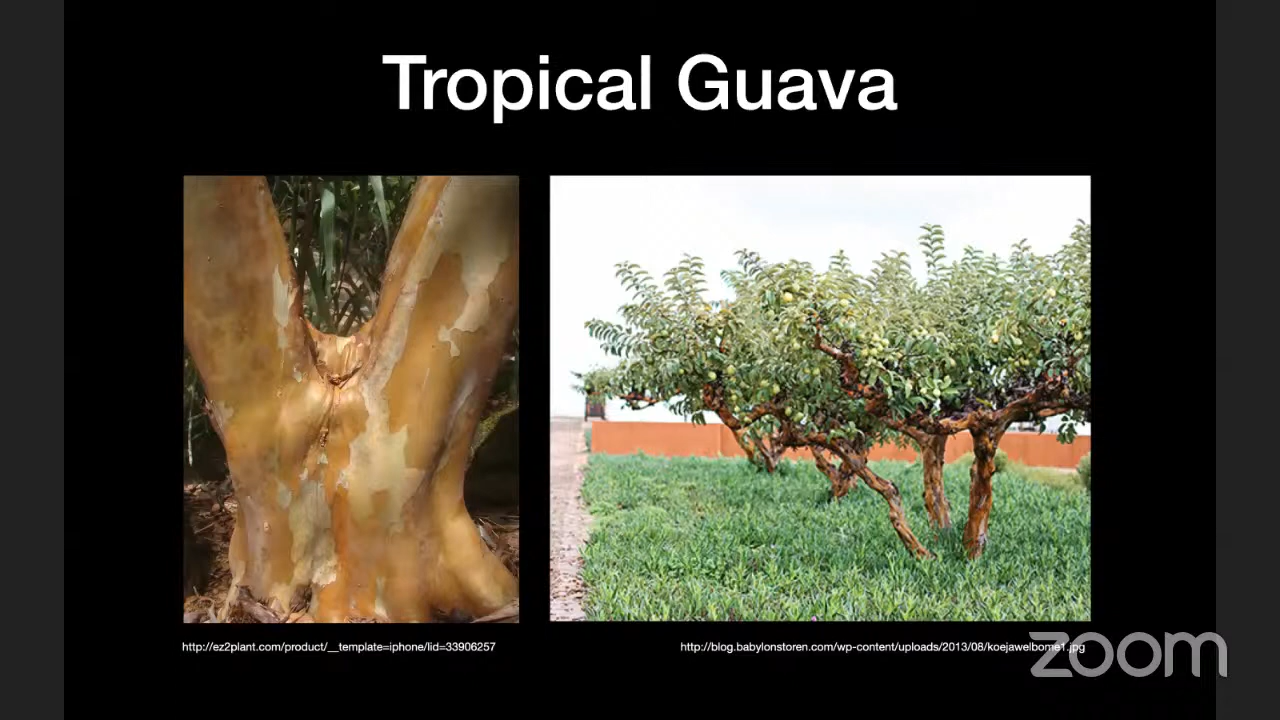 Tropical Guava
http://ez2plant.com/product/__template=iphone/lid=33906257
http://blog.babylonstoren.com/wp-content/uploads/2013/08/koejawelbome1.jpg
zoom